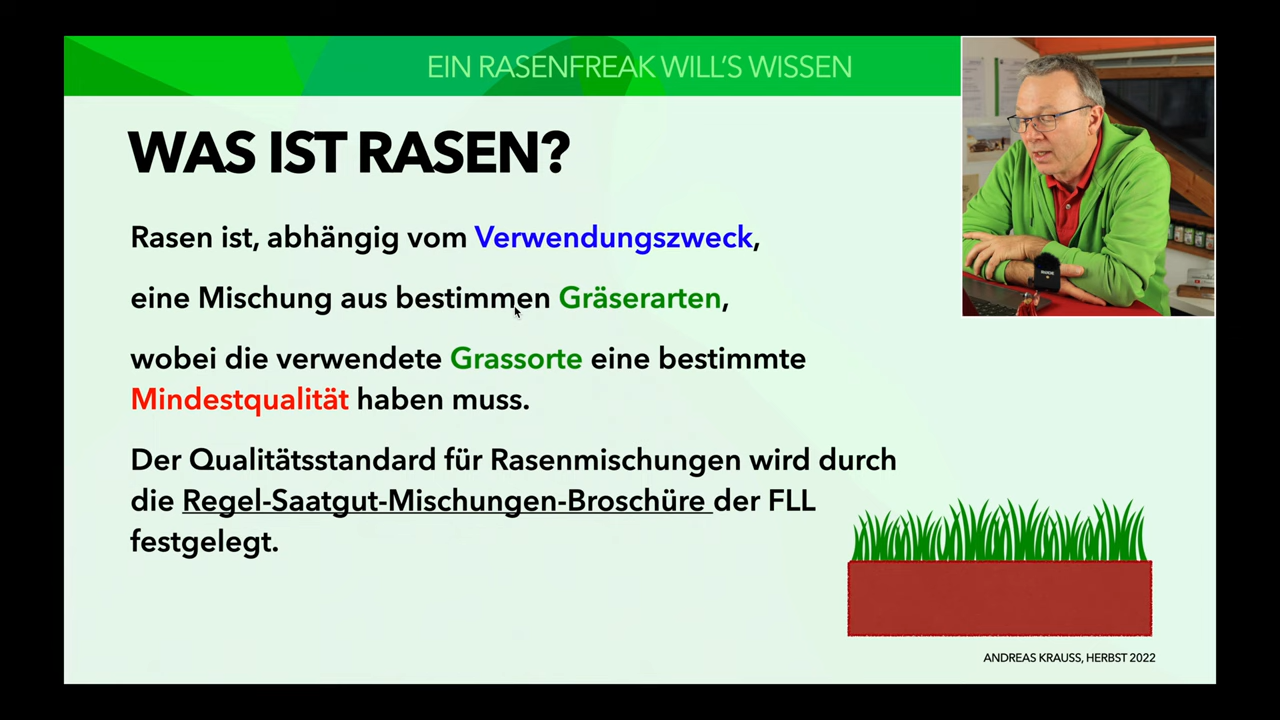 EIN RASENFREAK WILL'S WISSEN
WAS IST RASEN?
Rasen ist, abhängig vom Verwendungszweck,
eine Mischung aus bestimmen Gräserarten,
wobei die verwendete Grassorte eine bestimmte
Mindestqualität haben muss.
Der Qualitätsstandard für Rasenmischungen wird durch
die Regel-Saatgut-Mischungen-Broschüre der FLL
festgelegt.
ANDREAS KRAUSS, HERBST 2022